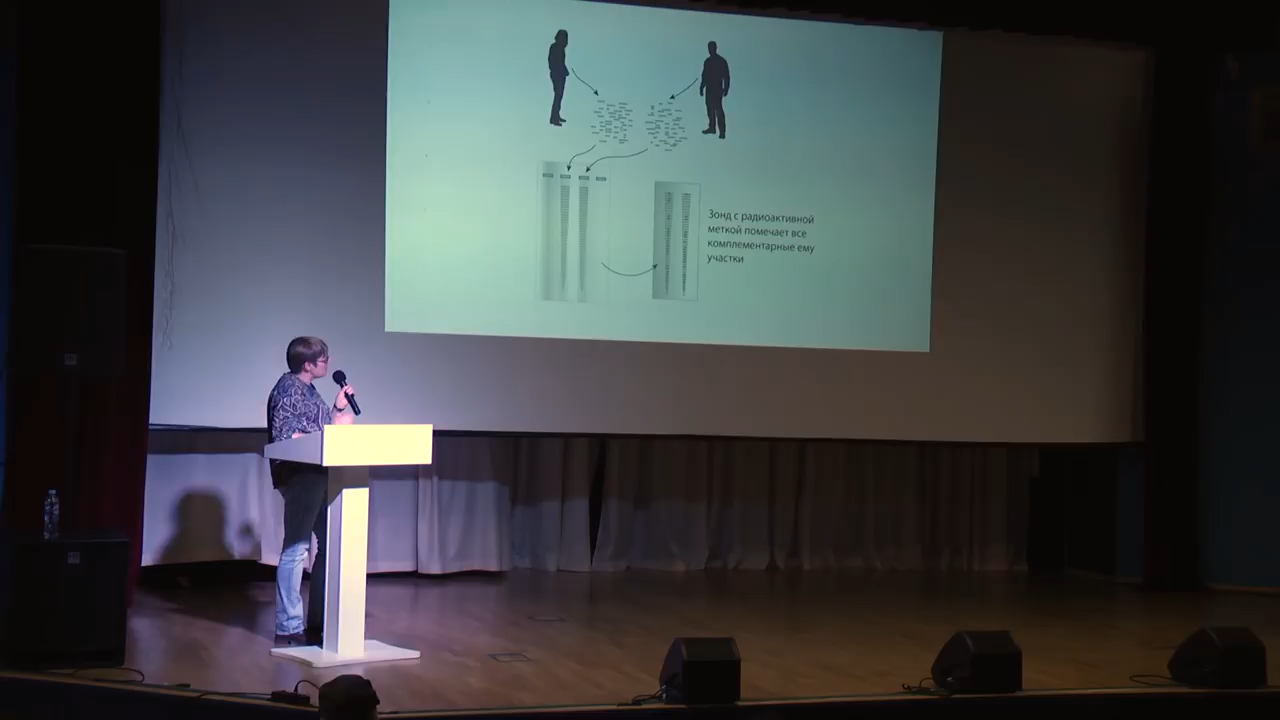 Зонд с радиоактивной
меткой помечает все
комплементарные ему
участки